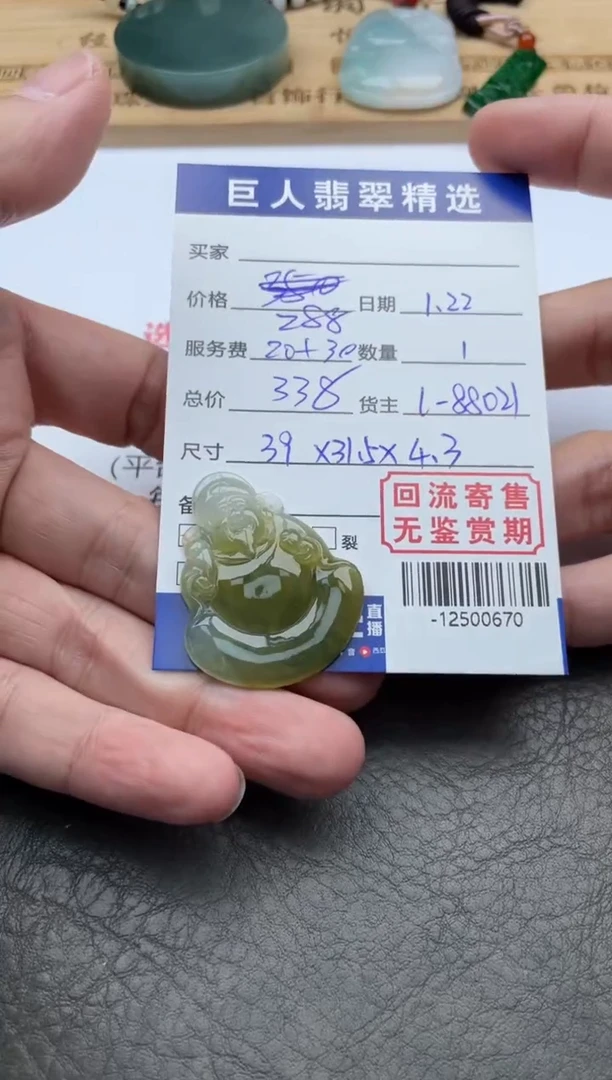 巨人翡翠精选
买家
价格 288 日期 1.22
服务费 20+30 数量 1
总价 338 货主 1-88021
尺寸 39 x31.5x 4.3
回流寄售
无鉴赏期
裂
直播
-12500670